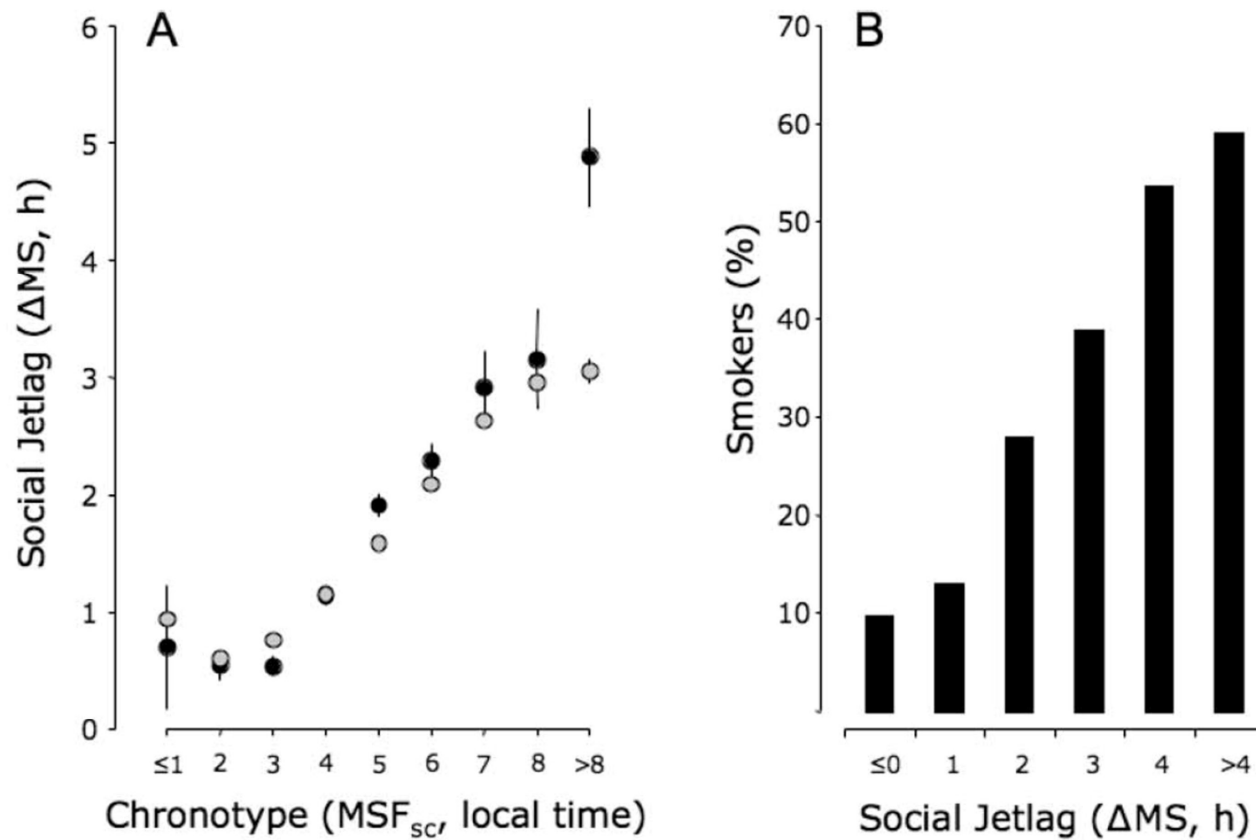 A
6
5
4
3
2
1
0
Social Jetlag (ΔMS, h)
≤1 2 3 4 5 6 7 8 >8
Chronotype (MSFsc, local time)
B
70
60
50
40
30
20
10
Smokers (%)
≤0 1 2 3 4 >4
Social Jetlag (ΔMS, h)